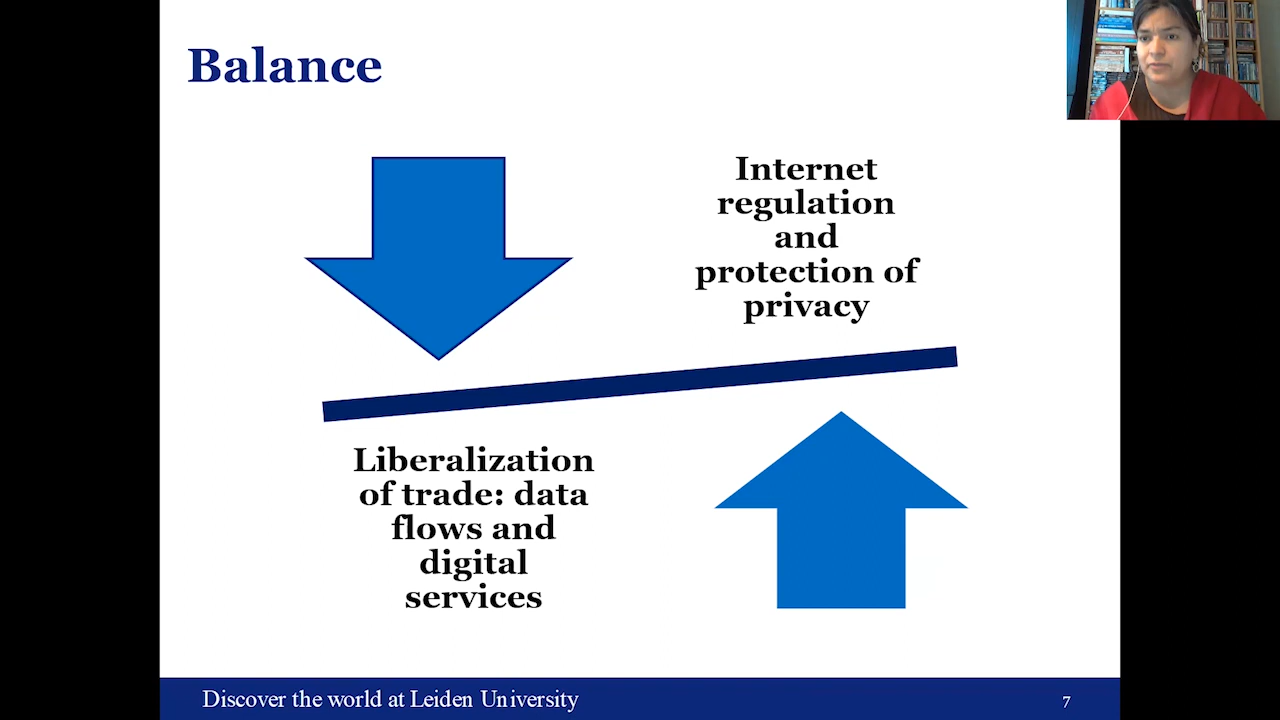 Balance
Internet
regulation
and
protection of
privacy
Liberalization
of trade: data
flows and
digital
services
Discover the world at Leiden University
7